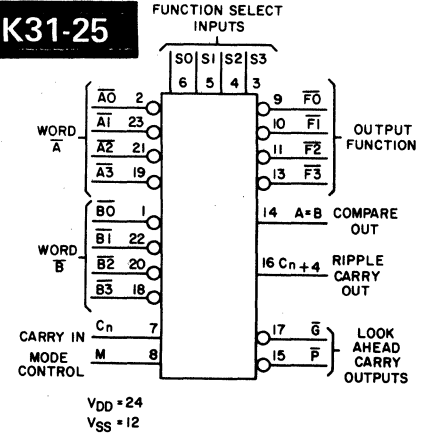 K31-25
FUNCTION SELECT
INPUTS
S0 S1 S2 S3
6 5 4 3
WORD
A
A0 2
A1 23
A2 21
A3 19
WORD
B
B0 1
B1 22
B2 20
B3 18
CARRY IN Cn 7
MODE
CONTROL M 8
9 F0
10 F1
11 F2
13 F3
OUTPUT
FUNCTION
14 A=B COMPARE
OUT
16 Cn+4 RIPPLE
CARRY
OUT
17 G
15 P
LOOK
AHEAD
CARRY
OUTPUTS
VDD = 24
VSS = 12